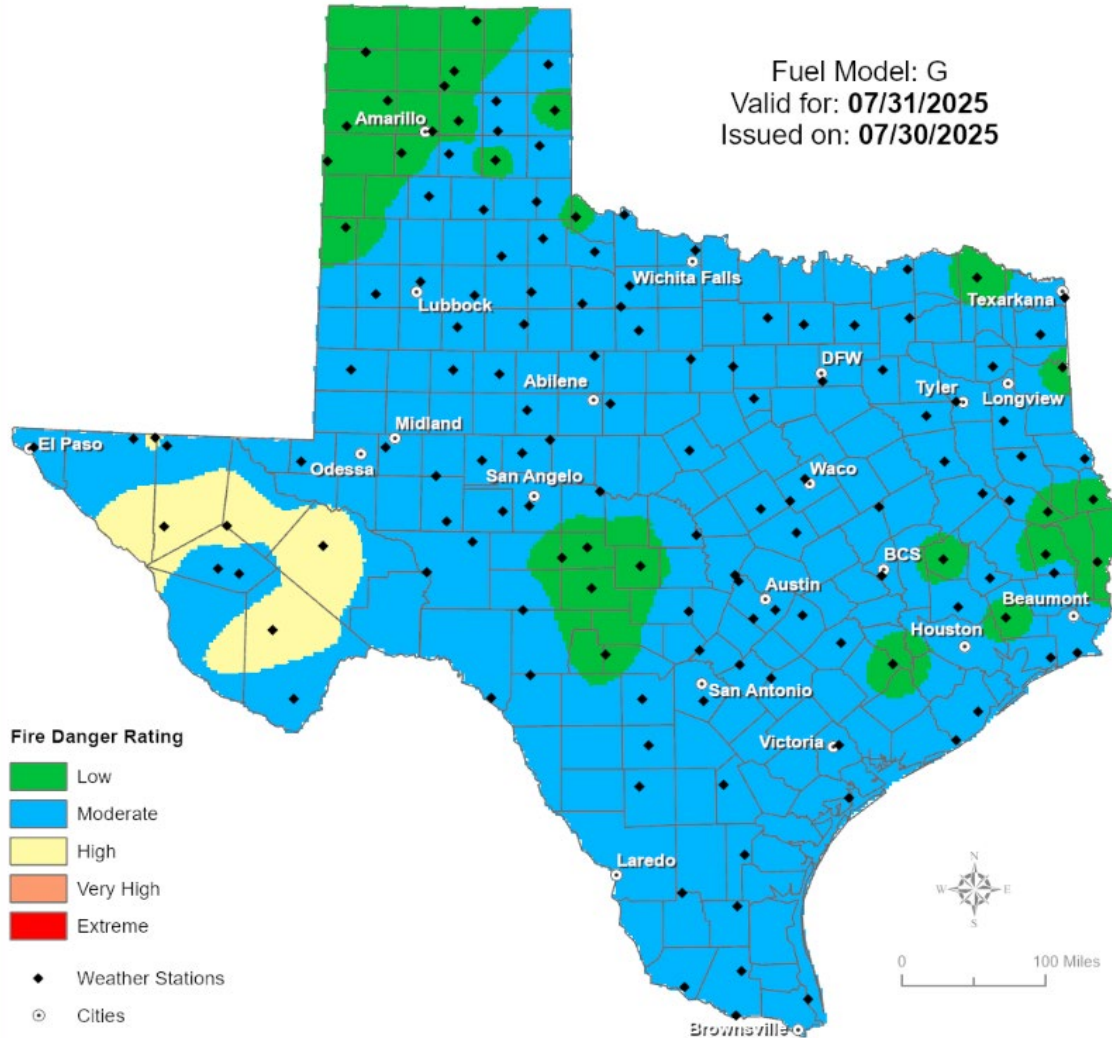 Fuel Model: G
Valid for: 07/31/2025
Issued on: 07/30/2025
Amarillo
Wichita Falls
Lubbock
Texarkana
DFW
Abilene
Tyler
Longview
Midland
El Paso
Odessa
San Angelo
Waco
BCS
Austin
Beaumont
Houston
San Antonio
Victoria
Laredo
Brownsville
Fire Danger Rating
Low
Moderate
High
Very High
Extreme
Weather Stations
Cities
N
W E
S
0 100 Miles